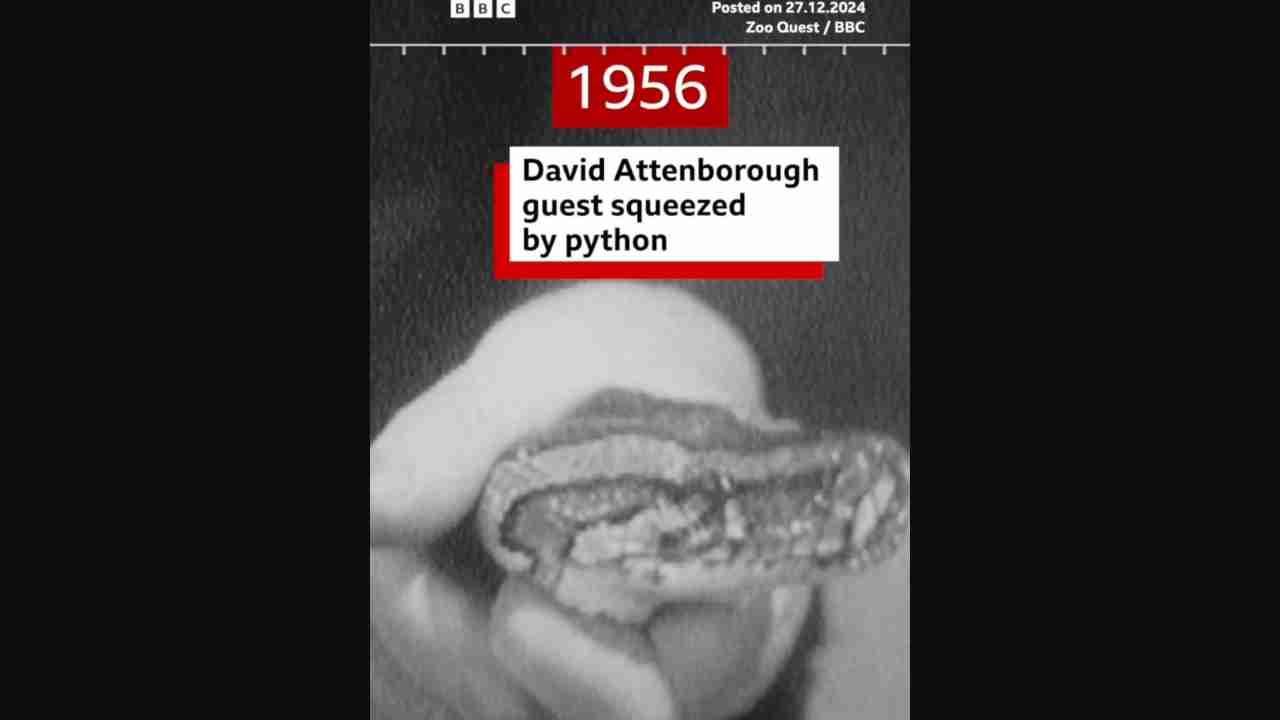 BBC
Posted on 27.12.2024
Zoo Quest / BBC
1956
David Attenborough
guest squeezed
by python